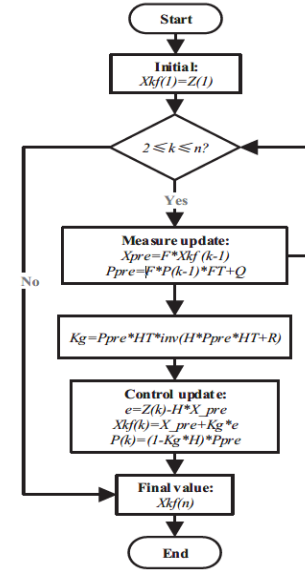 Start
Initial:
Xkf(1)=Z(1)
2≤k≤n?
Yes
Measure update:
Xpre=F*Xkf(k-1)
Ppre=F*P(k-1)*FT+Q
No
Kg=Ppre*HT*inv(H*Ppre*HT+R)
Control update:
e=Z(k)-H*X_pre
Xkf(k)=X_pre+Kg*e
P(k)=(1-Kg*H)*Ppre
Final value:
Xkf(n)
End